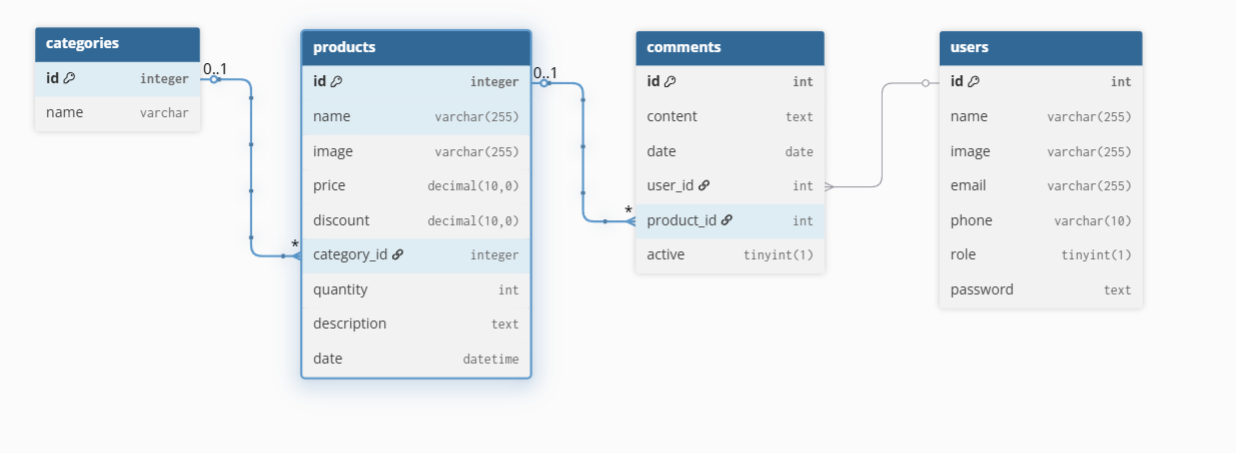 categories
id integer
name varchar
0..1
*
products
id integer
name varchar(255)
image varchar(255)
price decimal(10,0)
discount decimal(10,0)
category_id integer
quantity int
description text
date datetime
0..1
*
comments
id int
content text
date date
user_id int
product_id int
active tinyint(1)
users
id int
name varchar(255)
image varchar(255)
email varchar(255)
phone varchar(10)
role tinyint(1)
password text